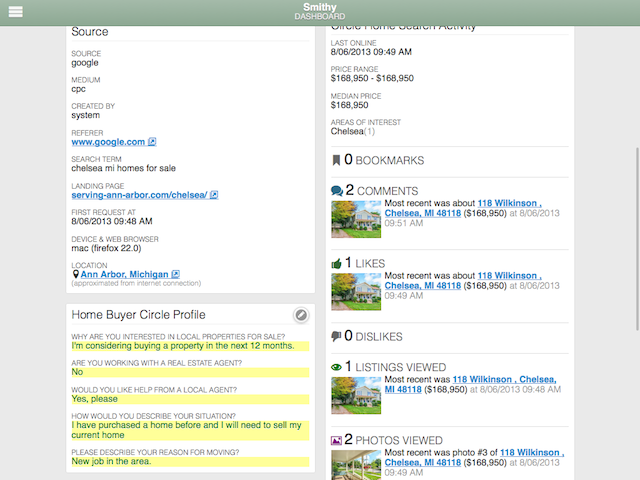 Smithy
DASHBOARD
Source
SOURCE
google
MEDIUM
cpc
CREATED BY
system
REFERER
www.google.com
SEARCH TERM
chelsea mi homes for sale
LANDING PAGE
serving-ann-arbor.com/chelsea/
FIRST REQUEST AT
8/06/2013 09:48 AM
DEVICE & WEB BROWSER
mac (firefox 22.0)
LOCATION
Ann Arbor, Michigan
(approximated from internet connection)
Home Buyer Circle Profile
WHY ARE YOU INTERESTED IN LOCAL PROPERTIES FOR SALE?
I'm considering buying a property in the next 12 months.
ARE YOU WORKING WITH A REAL ESTATE AGENT?
No
WOULD YOU LIKE HELP FROM A LOCAL AGENT?
Yes, please
HOW WOULD YOU DESCRIBE YOUR SITUATION?
I have purchased a home before and I will need to sell my
current home
PLEASE DESCRIBE YOUR REASON FOR MOVING?
New job in the area.
Circle Home Search Activity
LAST ONLINE
8/06/2013 09:49 AM
PRICE RANGE
$168,950 - $168,950
MEDIAN PRICE
$168,950
AREAS OF INTEREST
Chelsea(1)
0 BOOKMARKS
2 COMMENTS
Most recent was about 118 Wilkinson ,
Chelsea, MI 48118 ($168,950) at 8/06/2013
09:51 AM
1 LIKES
Most recent was about 118 Wilkinson ,
Chelsea, MI 48118 ($168,950) at 8/06/2013
09:49 AM
0 DISLIKES
1 LISTINGS VIEWED
Most recent was 118 Wilkinson , Chelsea,
MI 48118 ($168,950) at 8/06/2013 09:48 AM
2 PHOTOS VIEWED
Most recent was photo #3 of 118 Wilkinson ,
Chelsea, MI 48118 ($168,950) at 8/06/2013
09:49 AM